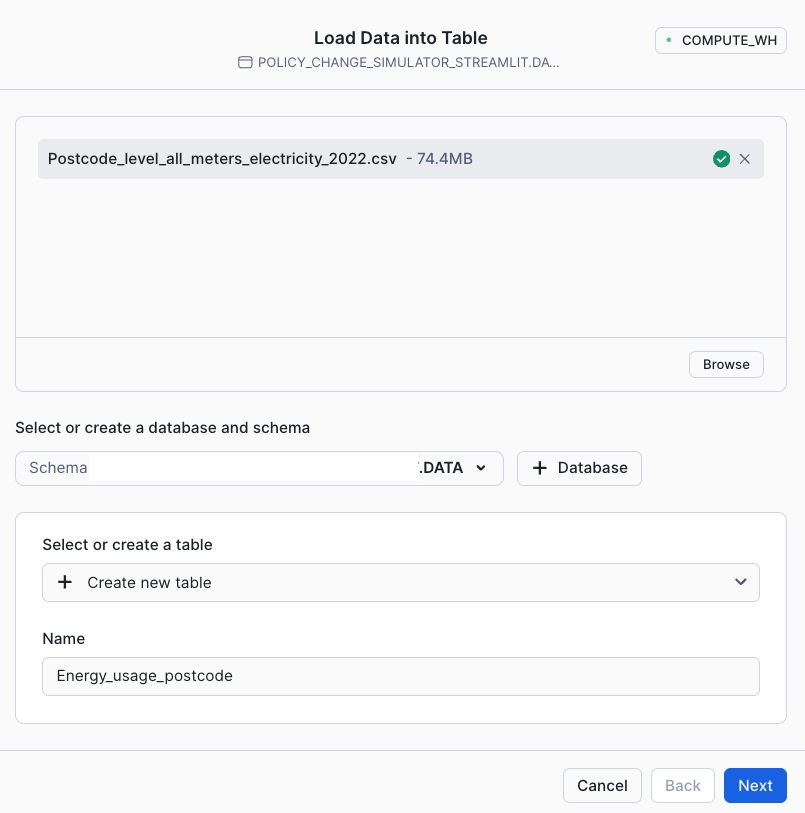 Load Data into Table
POLICY_CHANGE_SIMULATOR_STREAMLIT.DA...
COMPUTE_WH
Postcode_level_all_meters_electricity_2022.csv - 74.4MB
Browse
Select or create a database and schema
Schema .DATA
+ Database
Select or create a table
+ Create new table
Name
Energy_usage_postcode
Cancel Back Next